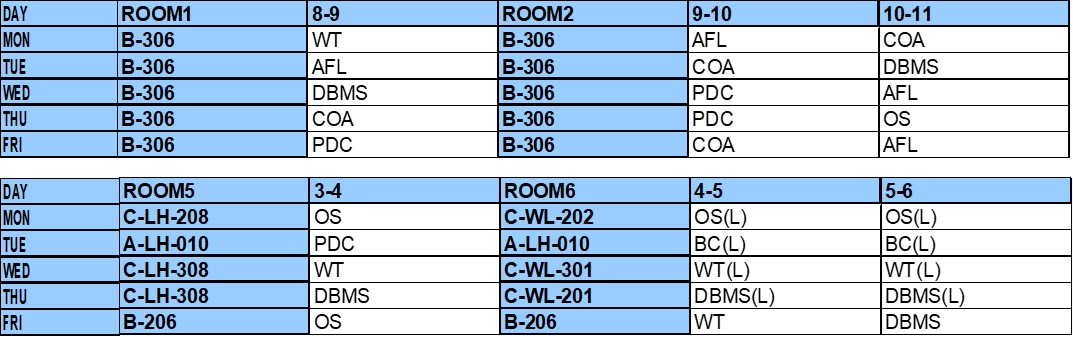 DAY ROOM1 8-9 ROOM2 9-10 10-11
MON B-306 WT B-306 AFL COA
TUE B-306 AFL B-306 COA DBMS
WED B-306 DBMS B-306 PDC AFL
THU B-306 COA B-306 PDC OS
FRI B-306 PDC B-306 COA AFL
DAY ROOM5 3-4 ROOM6 4-5 5-6
MON C-LH-208 OS C-WL-202 OS(L) OS(L)
TUE A-LH-010 PDC A-LH-010 BC(L) BC(L)
WED C-LH-308 WT C-WL-301 WT(L) WT(L)
THU C-LH-308 DBMS C-WL-201 DBMS(L) DBMS(L)
FRI B-206 OS B-206 WT DBMS